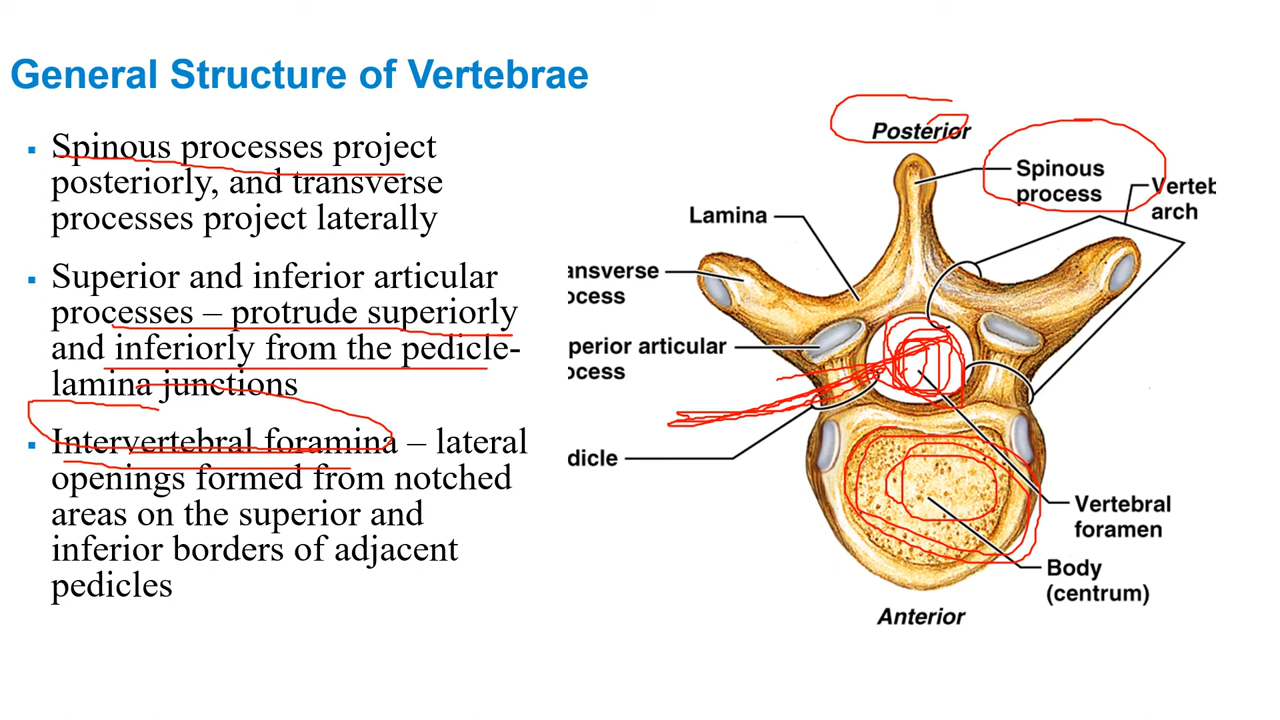 General Structure of Vertebrae
▪ Spinous processes project
posteriorly, and transverse
processes project laterally
▪ Superior and inferior articular
processes – protrude superiorly
and inferiorly from the pedicle-
lamina junctions
▪ Intervertebral foramina – lateral
openings formed from notched
areas on the superior and
inferior borders of adjacent
pedicles
Posterior
Spinous
process
Verteb
arch
Lamina
ansverse
ocess
perior articular
ocess
dicle
Vertebral
foramen
Body
(centrum)
Anterior